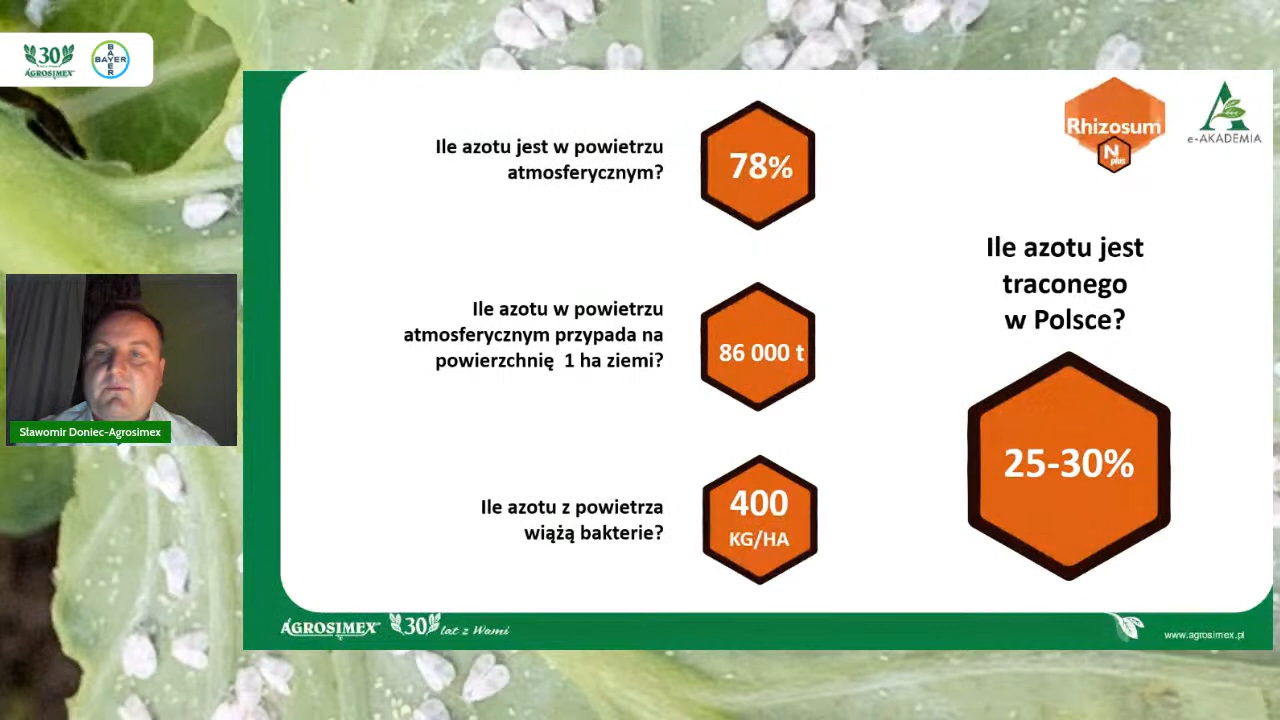 30
AGROSIMEX
BAYER
BAYER
Ile azotu jest w powietrzu
atmosferycznym?
78%
Ile azotu w powietrzu
atmosferycznym przypada na
powierzchnię 1 ha ziemi?
86 000 t
Ile azotu z powietrza
wiążą bakterie?
400
KG/HA
Rhizosum
N
plus
e-AKADEMIA
Ile azotu jest
traconego
w Polsce?
25-30%
Sławomir Doniec-Agrosimex
AGROSIMEX 30 lat z Wami
www.agrosimex.pl